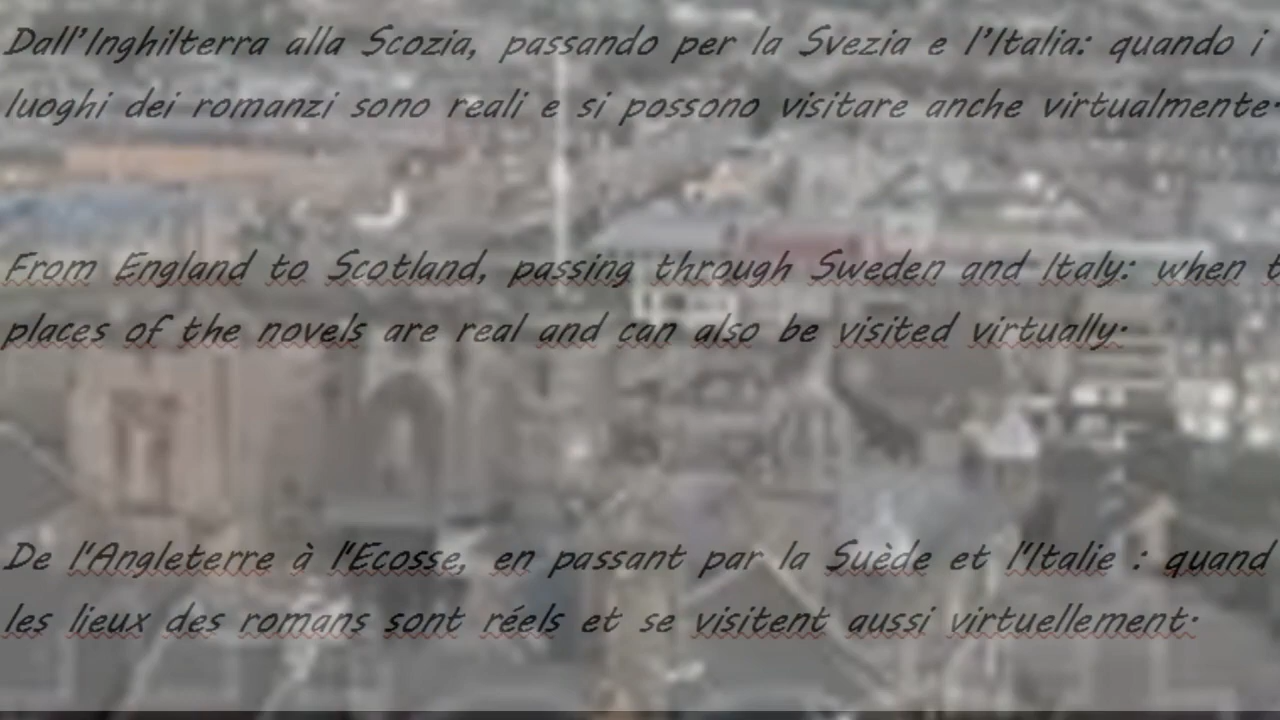 Dall’Inghilterra alla Scozia, passando per la Svezia e l’Italia: quando i
luoghi dei romanzi sono reali e si possono visitare anche virtualmente.
From England to Scotland, passing through Sweden and Italy: when
places of the novels are real and can also be visited virtually.
De l'Angleterre à l'Ecosse, en passant par la Suède et l'Italie : quand
les lieux des romans sont réels et se visitent aussi virtuellement.